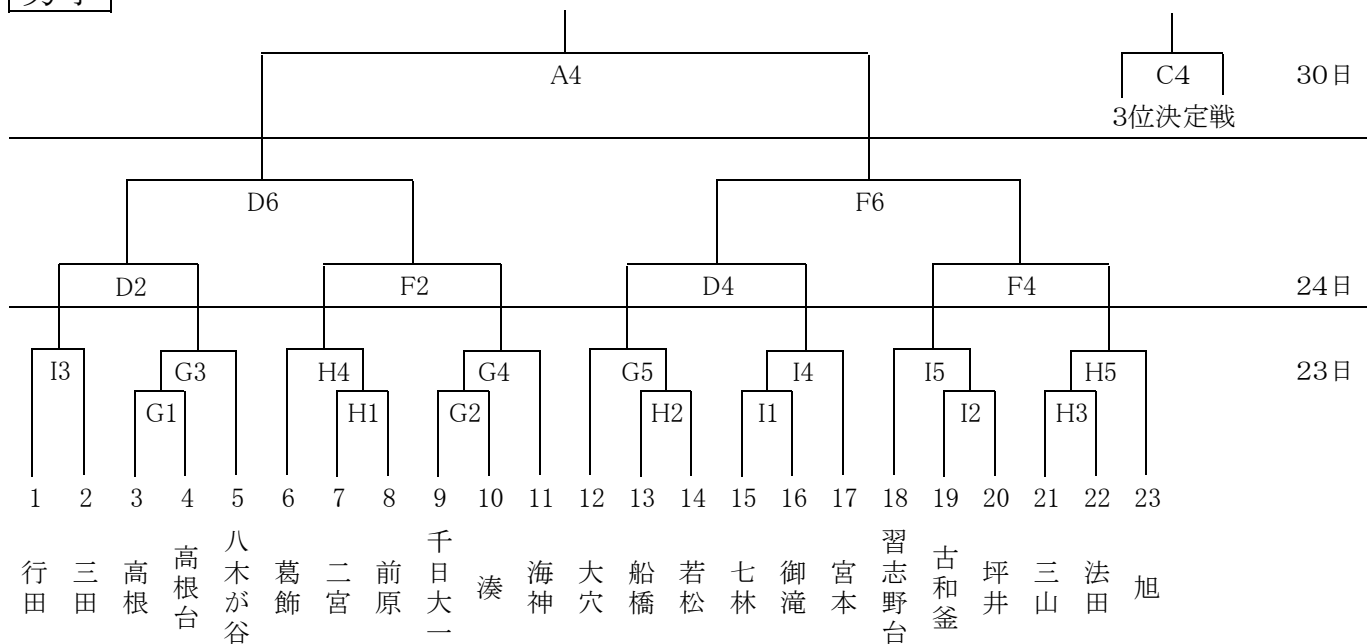 A4
C4
30日
3位決定戦
D6
F6
D2
F2
D4
F4
24日
I3
G3
H4
G4
G5
I4
I5
H5
23日
G1
H1
G2
H2
I1
I2
H3
1 2 3 4 5 6 7 8 9 10 11 12 13 14 15 16 17 18 19 20 21 22 23
行田
三田
高根
高根台
八木が谷
葛飾
二宮
前原
千日大一
湊
海神
大穴
船橋
若松
七林
御滝
宮本
習志野台
古和釜
坪井
三山
法田
旭